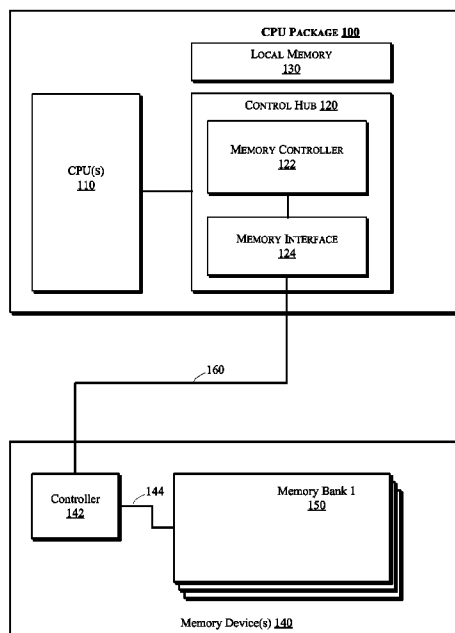 CPU PACKAGE 100
LOCAL MEMORY
130
CONTROL HUB 120
MEMORY CONTROLLER
122
CPU(S)
110
MEMORY INTERFACE
124
160
Controller
142
144
Memory Bank 1
150
Memory Device(s) 140